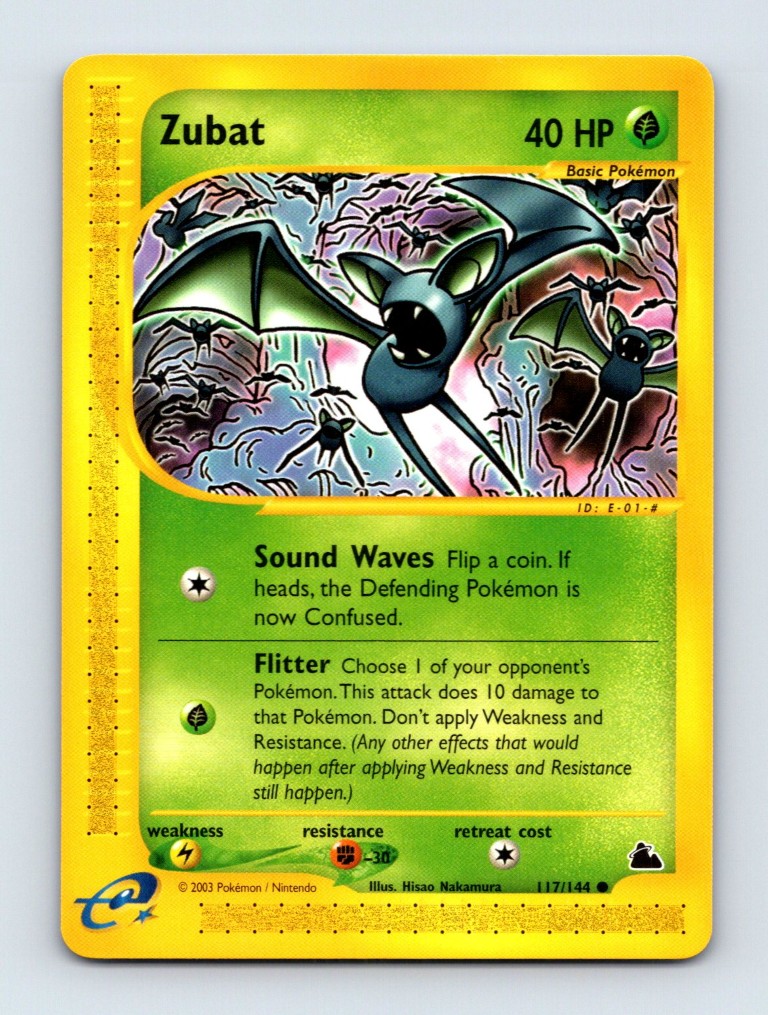 Zubat
40 HP
Basic Pokémon
ID: E-01-#
Sound Waves Flip a coin. If
heads, the Defending Pokémon is
now Confused.
Flitter Choose 1 of your opponent's
Pokémon. This attack does 10 damage to
that Pokémon. Don't apply Weakness and
Resistance. (Any other effects that would
happen after applying Weakness and Resistance
still happen.)
weakness resistance retreat cost
-30
© 2003 Pokémon / Nintendo Illus. Hisao Nakamura 117/144
e